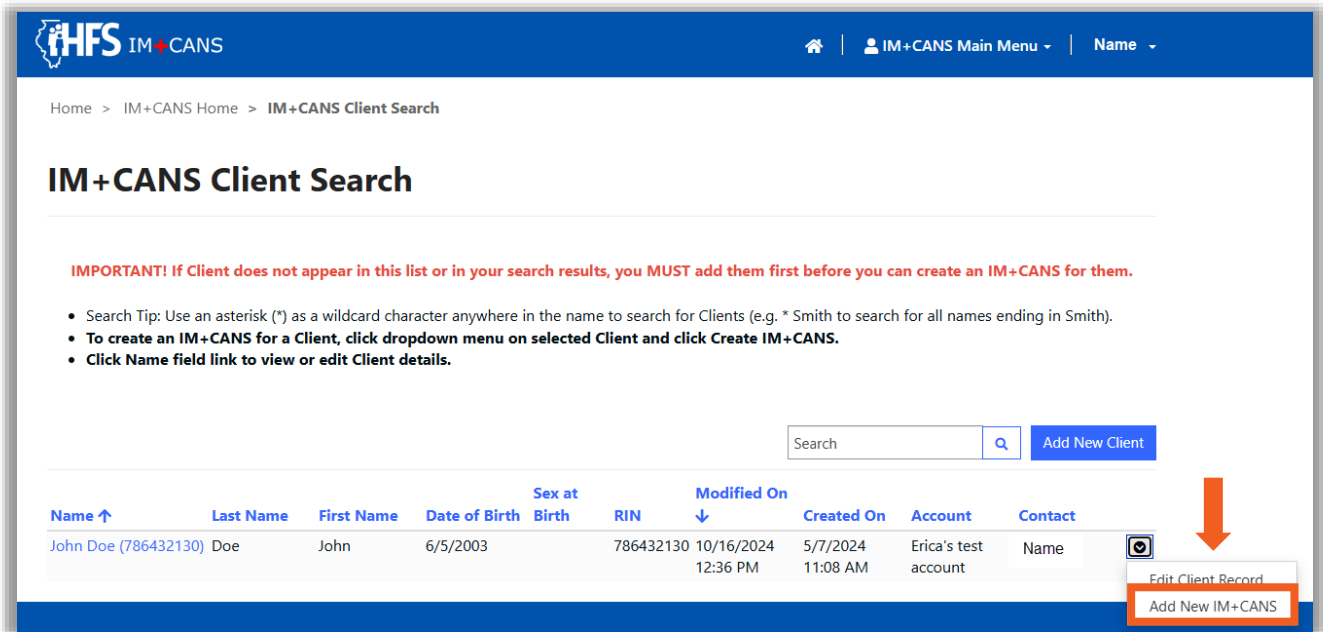 iHFS IM+CANS
IM+CANS Main Menu
Name
Home > IM+CANS Home > IM+CANS Client Search
IM+CANS Client Search
IMPORTANT! If Client does not appear in this list or in your search results, you MUST add them first before you can create an IM+CANS for them.
• Search Tip: Use an asterisk (*) as a wildcard character anywhere in the name to search for Clients (e.g. * Smith to search for all names ending in Smith).
• To create an IM+CANS for a Client, click dropdown menu on selected Client and click Create IM+CANS.
• Click Name field link to view or edit Client details.
Search
Add New Client
Name ↑ Last Name First Name Date of Birth Sex at Birth RIN Modified On ↓ Created On Account Contact
John Doe (786432130) Doe John 6/5/2003 786432130 10/16/2024 12:36 PM 5/7/2024 11:08 AM Erica's test account Name
Edit Client Record
Add New IM+CANS